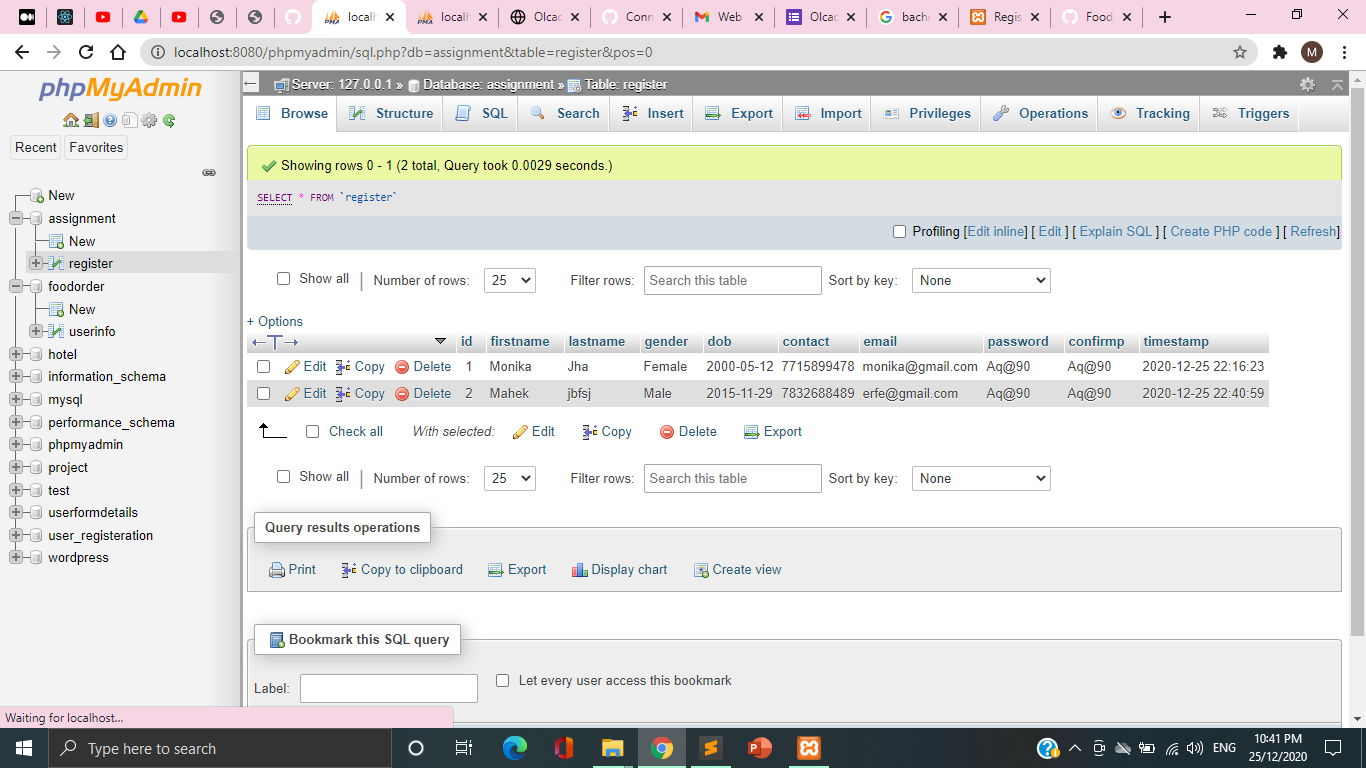 localh
localh
Olcac
Conn
Web
Olcac
bach
Regis
Food
localhost:8080/phpmyadmin/sql.php?db=assignment&table=register&pos=0
M
phpMyAdmin
Recent Favorites
New
assignment
New
register
foodorder
New
userinfo
hotel
information_schema
mysql
performance_schema
phpmyadmin
project
test
userformdetails
user_registeration
wordpress
Server: 127.0.0.1 » Database: assignment » Table: register
Browse Structure SQL Search Insert Export Import Privileges Operations Tracking Triggers
Showing rows 0 - 1 (2 total, Query took 0.0029 seconds.)
SELECT * FROM `register`
Profiling [Edit inline] [ Edit ] [ Explain SQL ] [ Create PHP code ] [ Refresh]
Show all | Number of rows: 25 Filter rows: Search this table Sort by key: None
+ Options
←T→ id firstname lastname gender dob contact email password confirmp timestamp
Edit Copy Delete 1 Monika Jha Female 2000-05-12 7715899478 monika@gmail.com Aq@90 Aq@90 2020-12-25 22:16:23
Edit Copy Delete 2 Mahek jbfsj Male 2015-11-29 7832688489 erfe@gmail.com Aq@90 Aq@90 2020-12-25 22:40:59
Check all With selected: Edit Copy Delete Export
Show all | Number of rows: 25 Filter rows: Search this table Sort by key: None
Query results operations
Print Copy to clipboard Export Display chart Create view
Bookmark this SQL query
Label: Let every user access this bookmark
Waiting for localhost...
Type here to search
ENG
10:41 PM
25/12/2020